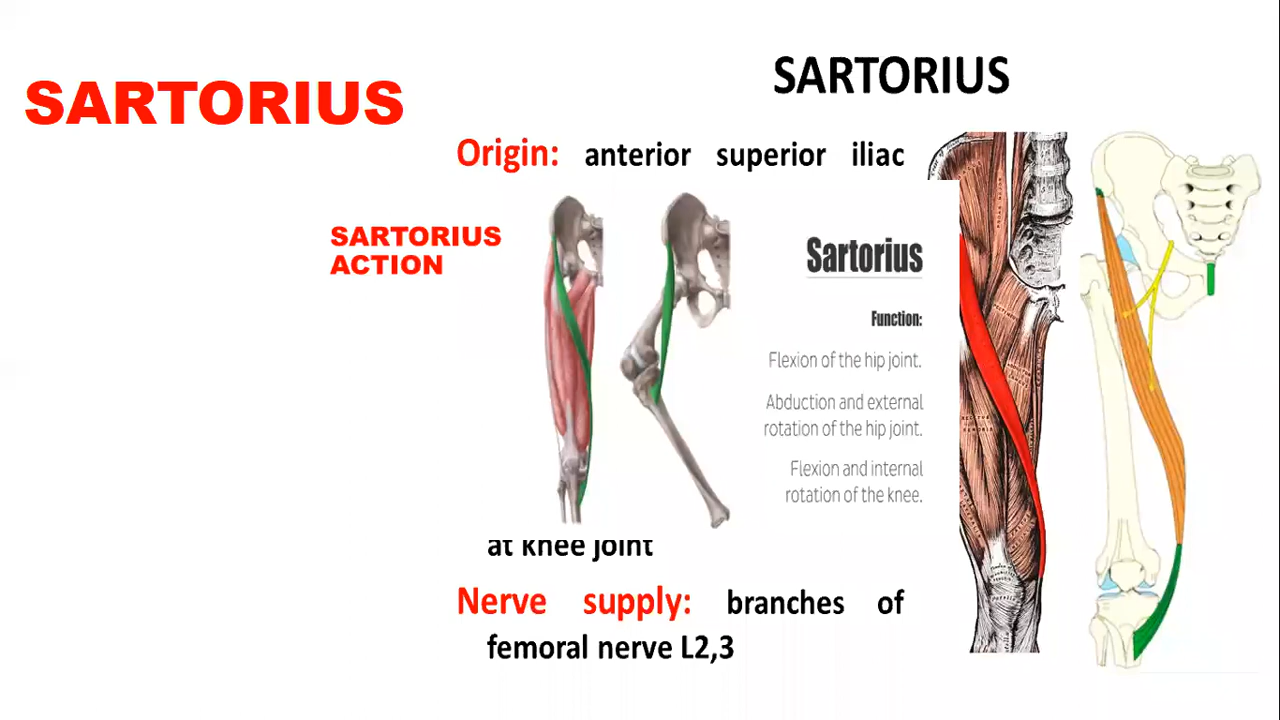 SARTORIUS
SARTORIUS
Origin: anterior superior iliac
SARTORIUS
ACTION
Sartorius
Function:
Flexion of the hip joint.
Abduction and external
rotation of the hip joint.
Flexion and internal
rotation of the knee.
at knee joint
Nerve supply: branches of
femoral nerve L2,3